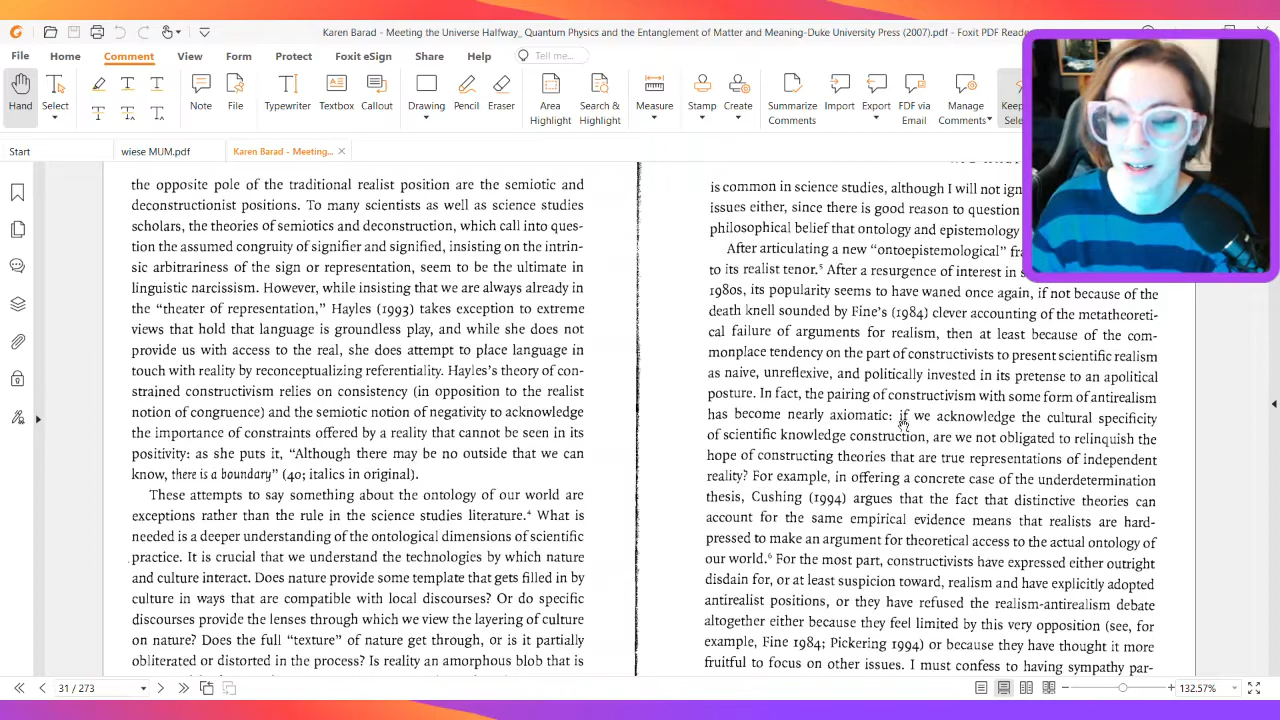 Karen Barad - Meeting the Universe Halfway_ Quantum Physics and the Entanglement of Matter and Meaning-Duke University Press (2007).pdf - Foxit PDF Reade
File Home Comment View Form Protect Foxit eSign Share Help Tell me...
Hand Select Note File Typewriter Textbox Callout Drawing Pencil Eraser Area Highlight Search & Highlight Measure Stamp Create Summarize Comments Import Export FDF via Email Manage Comments Keep Sele
Start wiese MUM.pdf Karen Barad - Meeting...
the opposite pole of the traditional realist position are the semiotic and
deconstructionist positions. To many scientists as well as science studies
scholars, the theories of semiotics and deconstruction, which call into ques-
tion the assumed congruity of signifier and signified, insisting on the intrin-
sic arbitrariness of the sign or representation, seem to be the ultimate in
linguistic narcissism. However, while insisting that we are always already in
the “theater of representation,” Hayles (1993) takes exception to extreme
views that hold that language is groundless play, and while she does not
provide us with access to the real, she does attempt to place language in
touch with reality by reconceptualizing referentiality. Hayles’s theory of con-
strained constructivism relies on consistency (in opposition to the realist
notion of congruence) and the semiotic notion of negativity to acknowledge
the importance of constraints offered by a reality that cannot be seen in its
positivity: as she puts it, “Although there may be no outside that we can
know, there is a boundary” (40; italics in original).
These attempts to say something about the ontology of our world are
exceptions rather than the rule in the science studies literature.⁴ What is
needed is a deeper understanding of the ontological dimensions of scientific
practice. It is crucial that we understand the technologies by which nature
and culture interact. Does nature provide some template that gets filled in by
culture in ways that are compatible with local discourses? Or do specific
discourses provide the lenses through which we view the layering of culture
on nature? Does the full “texture” of nature get through, or is it partially
obliterated or distorted in the process? Is reality an amorphous blob that is
is common in science studies, although I will not ign
issues either, since there is good reason to question
philosophical belief that ontology and epistemology
After articulating a new “ontoepistemological” fra
to its realist tenor.⁵ After a resurgence of interest in s
1980s, its popularity seems to have waned once again, if not because of the
death knell sounded by Fine’s (1984) clever accounting of the metatheoreti-
cal failure of arguments for realism, then at least because of the com-
monplace tendency on the part of constructivists to present scientific realism
as naive, unreflexive, and politically invested in its pretense to an apolitical
posture. In fact, the pairing of constructivism with some form of antirealism
has become nearly axiomatic: if we acknowledge the cultural specificity
of scientific knowledge construction, are we not obligated to relinquish the
hope of constructing theories that are true representations of independent
reality? For example, in offering a concrete case of the underdetermination
thesis, Cushing (1994) argues that the fact that distinctive theories can
account for the same empirical evidence means that realists are hard-
pressed to make an argument for theoretical access to the actual ontology of
our world.⁶ For the most part, constructivists have expressed either outright
disdain for, or at least suspicion toward, realism and have explicitly adopted
antirealist positions, or they have refused the realism-antirealism debate
altogether either because they feel limited by this very opposition (see, for
example, Fine 1984; Pickering 1994) or because they have thought it more
fruitful to focus on other issues. I must confess to having sympathy par-
31 / 273 132.57%